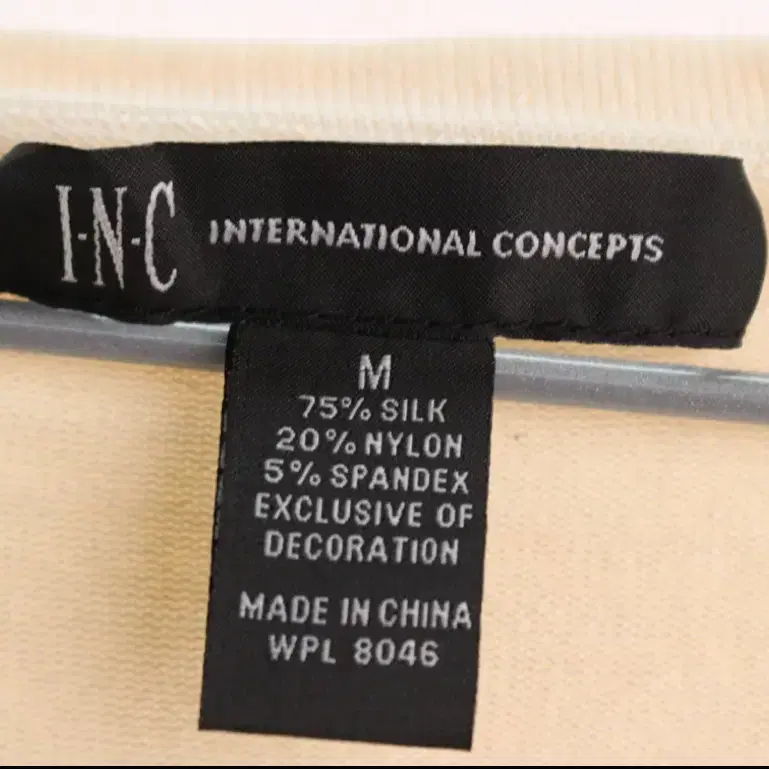 I·N·C INTERNATIONAL CONCEPTS
M
75% SILK
20% NYLON
5% SPANDEX
EXCLUSIVE OF
DECORATION
MADE IN CHINA
WPL 8046